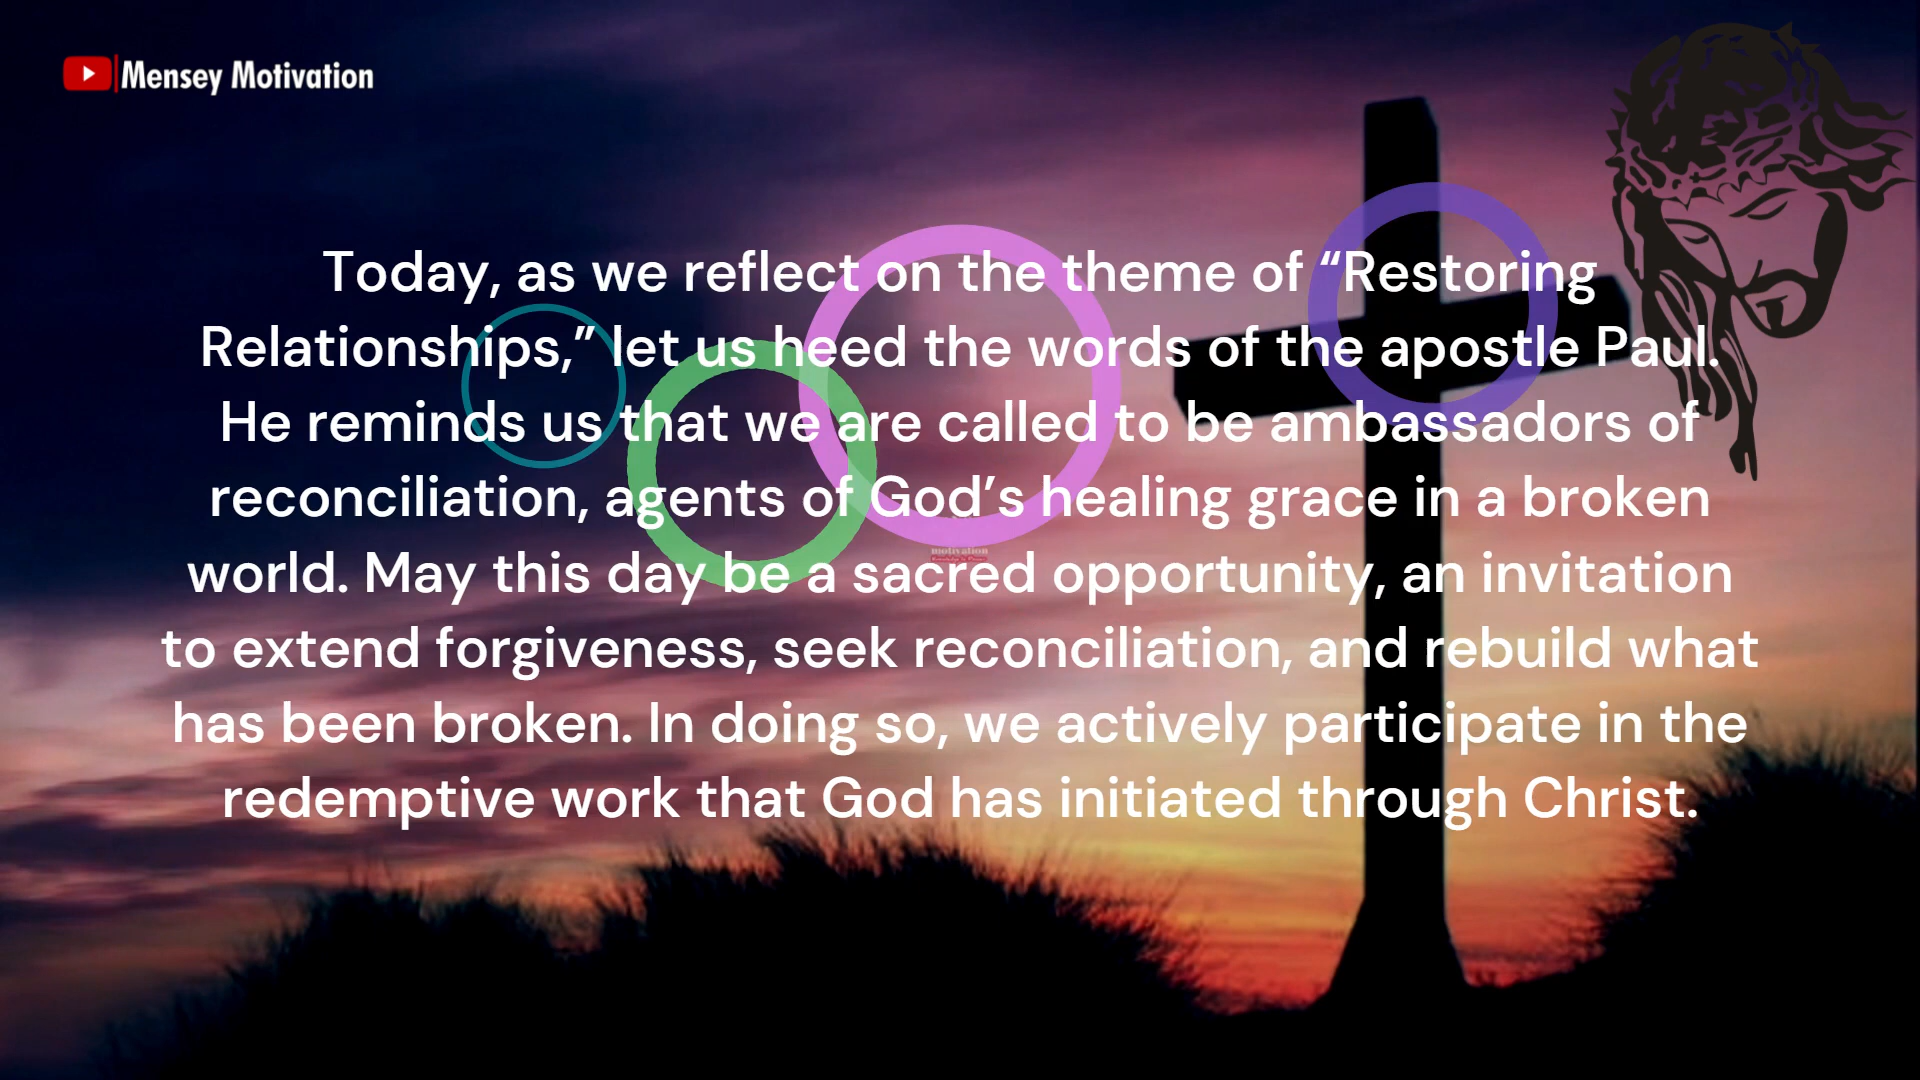 Mensey Motivation
Today, as we reflect on the theme of “Restoring
Relationships,” let us heed the words of the apostle Paul.
He reminds us that we are called to be ambassadors of
reconciliation, agents of God’s healing grace in a broken
world. May this day be a sacred opportunity, an invitation
to extend forgiveness, seek reconciliation, and rebuild what
has been broken. In doing so, we actively participate in the
redemptive work that God has initiated through Christ.
motivation